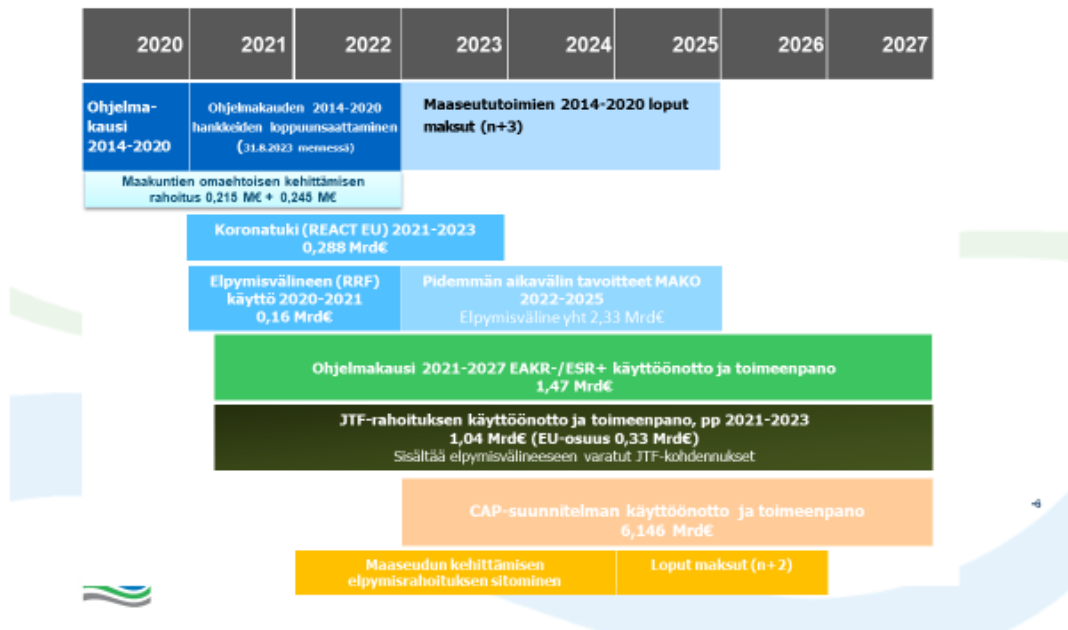 2020 2021 2022 2023 2024 2025 2026 2027
Ohjelma-
kausi
2014-2020
Ohjelmakauden 2014-2020
hankkeiden loppuunsaattaminen
(31.8.2023 mennessä)
Maaseututoimien 2014-2020 loput
maksut (n+3)
Maakuntien omaehtoisen kehittämisen
rahoitus 0,215 M€ + 0,245 M€
Koronatuki (REACT EU) 2021-2023
0,288 Mrd€
Elpymisvälineen (RRF)
käyttö 2020-2021
0,16 Mrd€
Pidemmän aikavälin tavoitteet MAKO
2022-2025
Elpymisväline yht 2,33 Mrd€
Ohjelmakausi 2021-2027 EAKR-/ESR+ käyttöönotto ja toimeenpano
1,47 Mrd€
JTF-rahoituksen käyttöönotto ja toimeenpano, pp 2021-2023
1,04 Mrd€ (EU-osuus 0,33 Mrd€)
Sisältää elpymisvälineeseen varatut JTF-kohdennukset
CAP-suunnitelman käyttöönotto ja toimeenpano
6,146 Mrd€
Maaseudun kehittämisen
elpymisrahoituksen sitominen
Loput maksut (n+2)